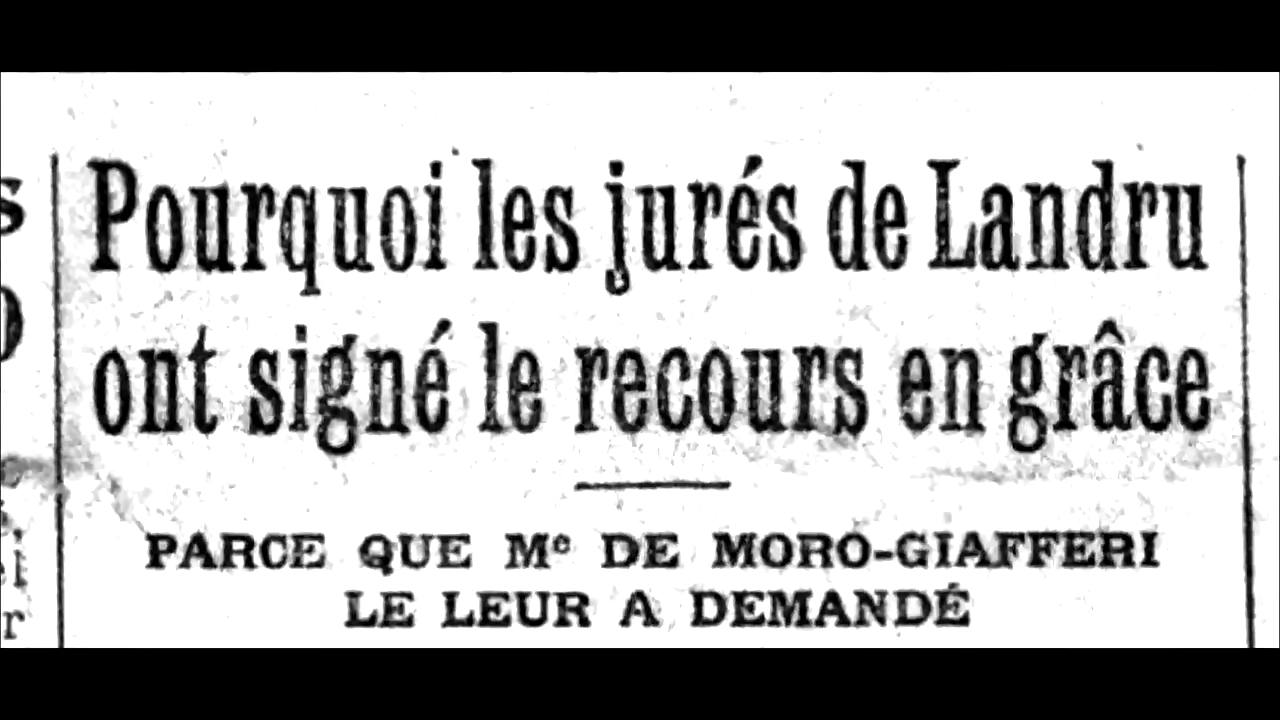 Pourquoi les jurés de Landru
ont signé le recours en grâce
PARCE QUE Mᵉ DE MORO-GIAFFERI
LE LEUR A DEMANDÉ